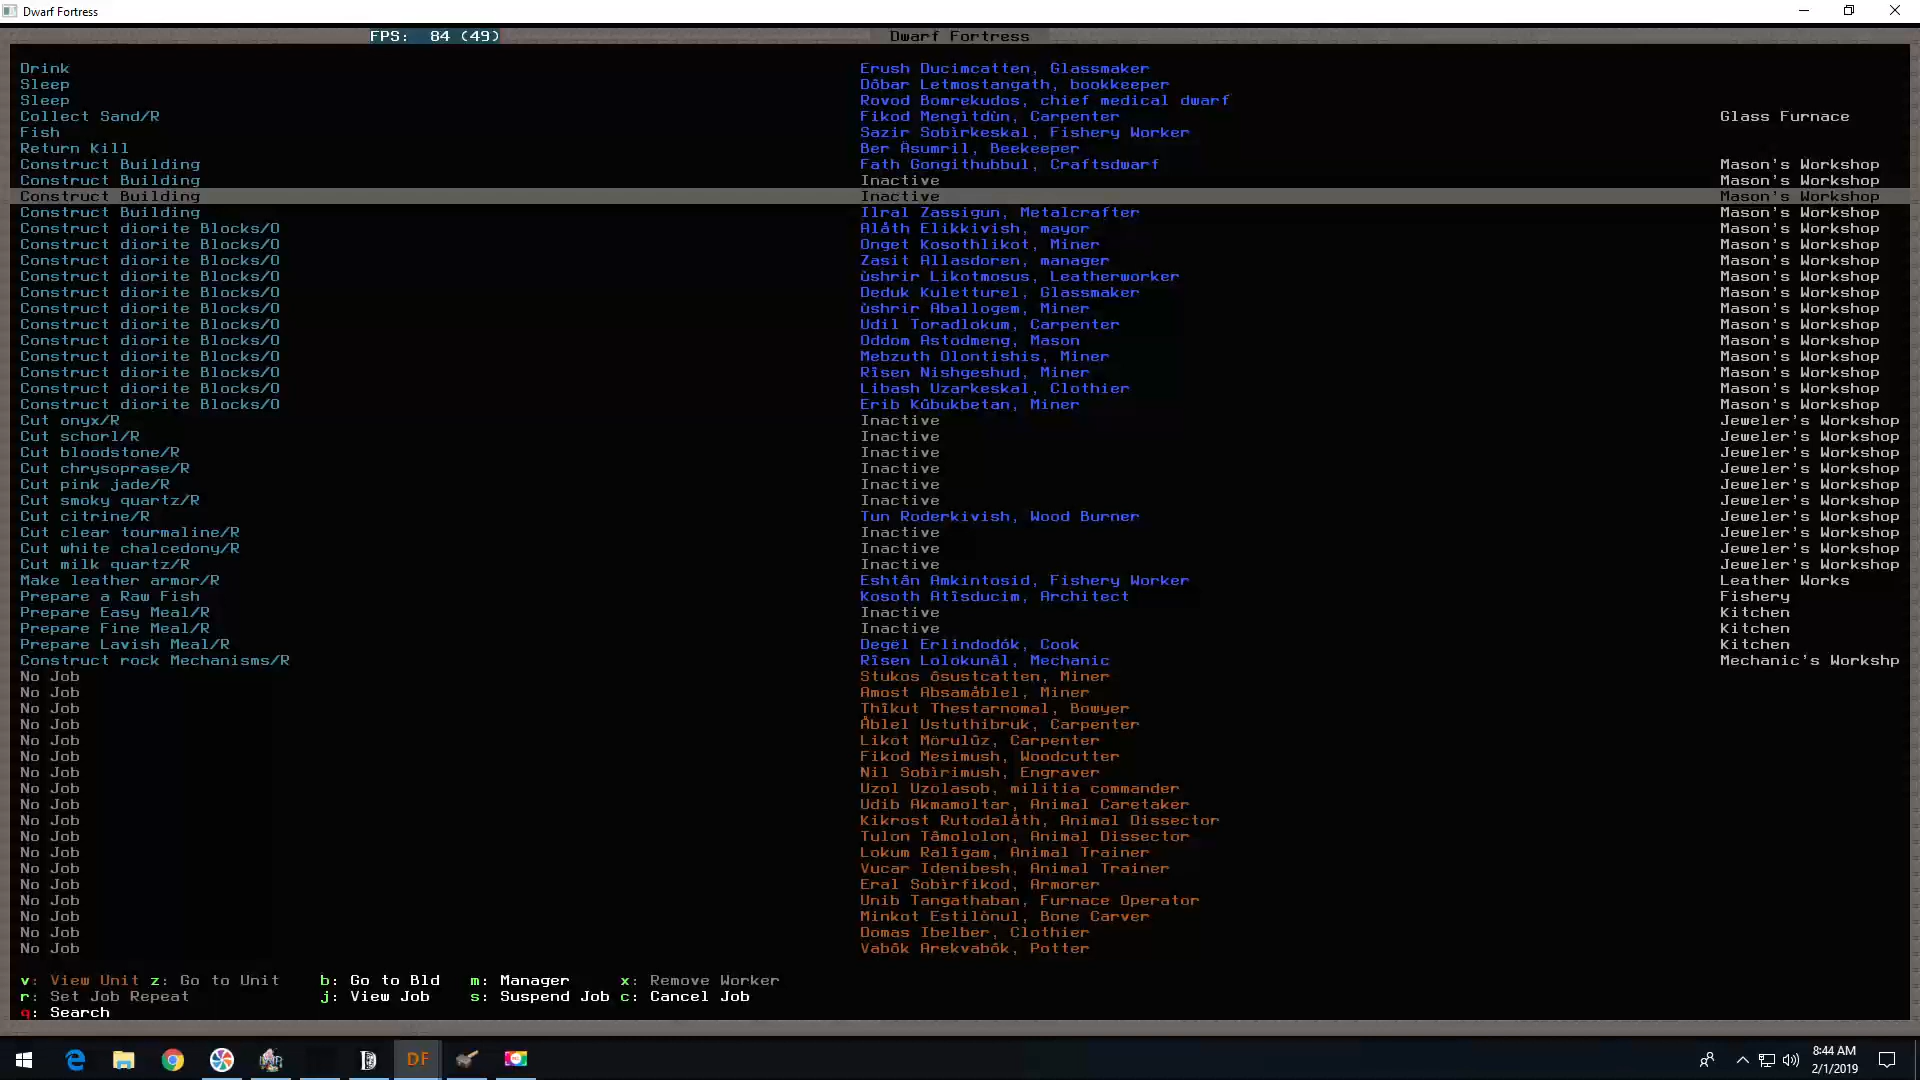 Dwarf Fortress
FPS: 84 (49) Dwarf Fortress
Drink Erush Ducimcatten, Glassmaker
Sleep Dôbar Letmostangath, bookkeeper
Sleep Rovod Bomrekudos, chief medical dwarf
Collect Sand/R Fikod Mengìtdùn, Carpenter Glass Furnace
Fish Sazir Sobìrkeskal, Fishery Worker
Return Kill Ber Âsumril, Beekeeper
Construct Building Fath Gongithubbul, Craftsdwarf Mason's Workshop
Construct Building Inactive Mason's Workshop
Construct Building Inactive Mason's Workshop
Construct Building Ilral Zassigun, Metalcrafter Mason's Workshop
Construct diorite Blocks/O Alåth Elikkivish, mayor Mason's Workshop
Construct diorite Blocks/O Onget Kosothlikot, Miner Mason's Workshop
Construct diorite Blocks/O Zasit Allasdoren, manager Mason's Workshop
Construct diorite Blocks/O ùshrir Likotmosus, Leatherworker Mason's Workshop
Construct diorite Blocks/O Deduk Kuletturel, Glassmaker Mason's Workshop
Construct diorite Blocks/O ùshrir Aballogem, Miner Mason's Workshop
Construct diorite Blocks/O Udil Toradlokum, Carpenter Mason's Workshop
Construct diorite Blocks/O Oddom Astodmeng, Mason Mason's Workshop
Construct diorite Blocks/O Mebzuth Olontishis, Miner Mason's Workshop
Construct diorite Blocks/O Rîsen Nishgeshud, Miner Mason's Workshop
Construct diorite Blocks/O Libash Uzarkeskal, Clothier Mason's Workshop
Construct diorite Blocks/O Erib Kûbukbetan, Miner Mason's Workshop
Cut onyx/R Inactive Jeweler's Workshop
Cut schorl/R Inactive Jeweler's Workshop
Cut bloodstone/R Inactive Jeweler's Workshop
Cut chrysoprase/R Inactive Jeweler's Workshop
Cut pink jade/R Inactive Jeweler's Workshop
Cut smoky quartz/R Inactive Jeweler's Workshop
Cut citrine/R Tun Roderkivish, Wood Burner Jeweler's Workshop
Cut clear tourmaline/R Inactive Jeweler's Workshop
Cut white chalcedony/R Inactive Jeweler's Workshop
Cut milk quartz/R Inactive Jeweler's Workshop
Make leather armor/R Eshtân Amkintosid, Fishery Worker Leather Works
Prepare a Raw Fish Kosoth Atîsducim, Architect Fishery
Prepare Easy Meal/R Inactive Kitchen
Prepare Fine Meal/R Inactive Kitchen
Prepare Lavish Meal/R Degël Erlindodók, Cook Kitchen
Construct rock Mechanisms/R Rîsen Lolokunâl, Mechanic Mechanic's Workshp
No Job Stukos ôsustcatten, Miner
No Job Amost Absamåblel, Miner
No Job Thîkut Thestarnomal, Bowyer
No Job Åblel Ustuthibruk, Carpenter
No Job Likot Mörulûz, Carpenter
No Job Fikod Mesimush, Woodcutter
No Job Nil Sobìrimush, Engraver
No Job Uzol Uzolasob, militia commander
No Job Udib Akmamoltar, Animal Caretaker
No Job Kikrost Rutodalåth, Animal Dissector
No Job Tulon Tâmololon, Animal Dissector
No Job Lokum Ralîgam, Animal Trainer
No Job Vucar Idenibesh, Animal Trainer
No Job Eral Sobìrfikod, Armorer
No Job Unib Tangathaban, Furnace Operator
No Job Minkot Estilònul, Bone Carver
No Job Domas Ibelber, Clothier
No Job Vabôk Arekvabôk, Potter
v: View Unit z: Go to Unit b: Go to Bld m: Manager x: Remove Worker
r: Set Job Repeat j: View Job s: Suspend Job c: Cancel Job
q: Search
DF
8:44 AM
2/1/2019